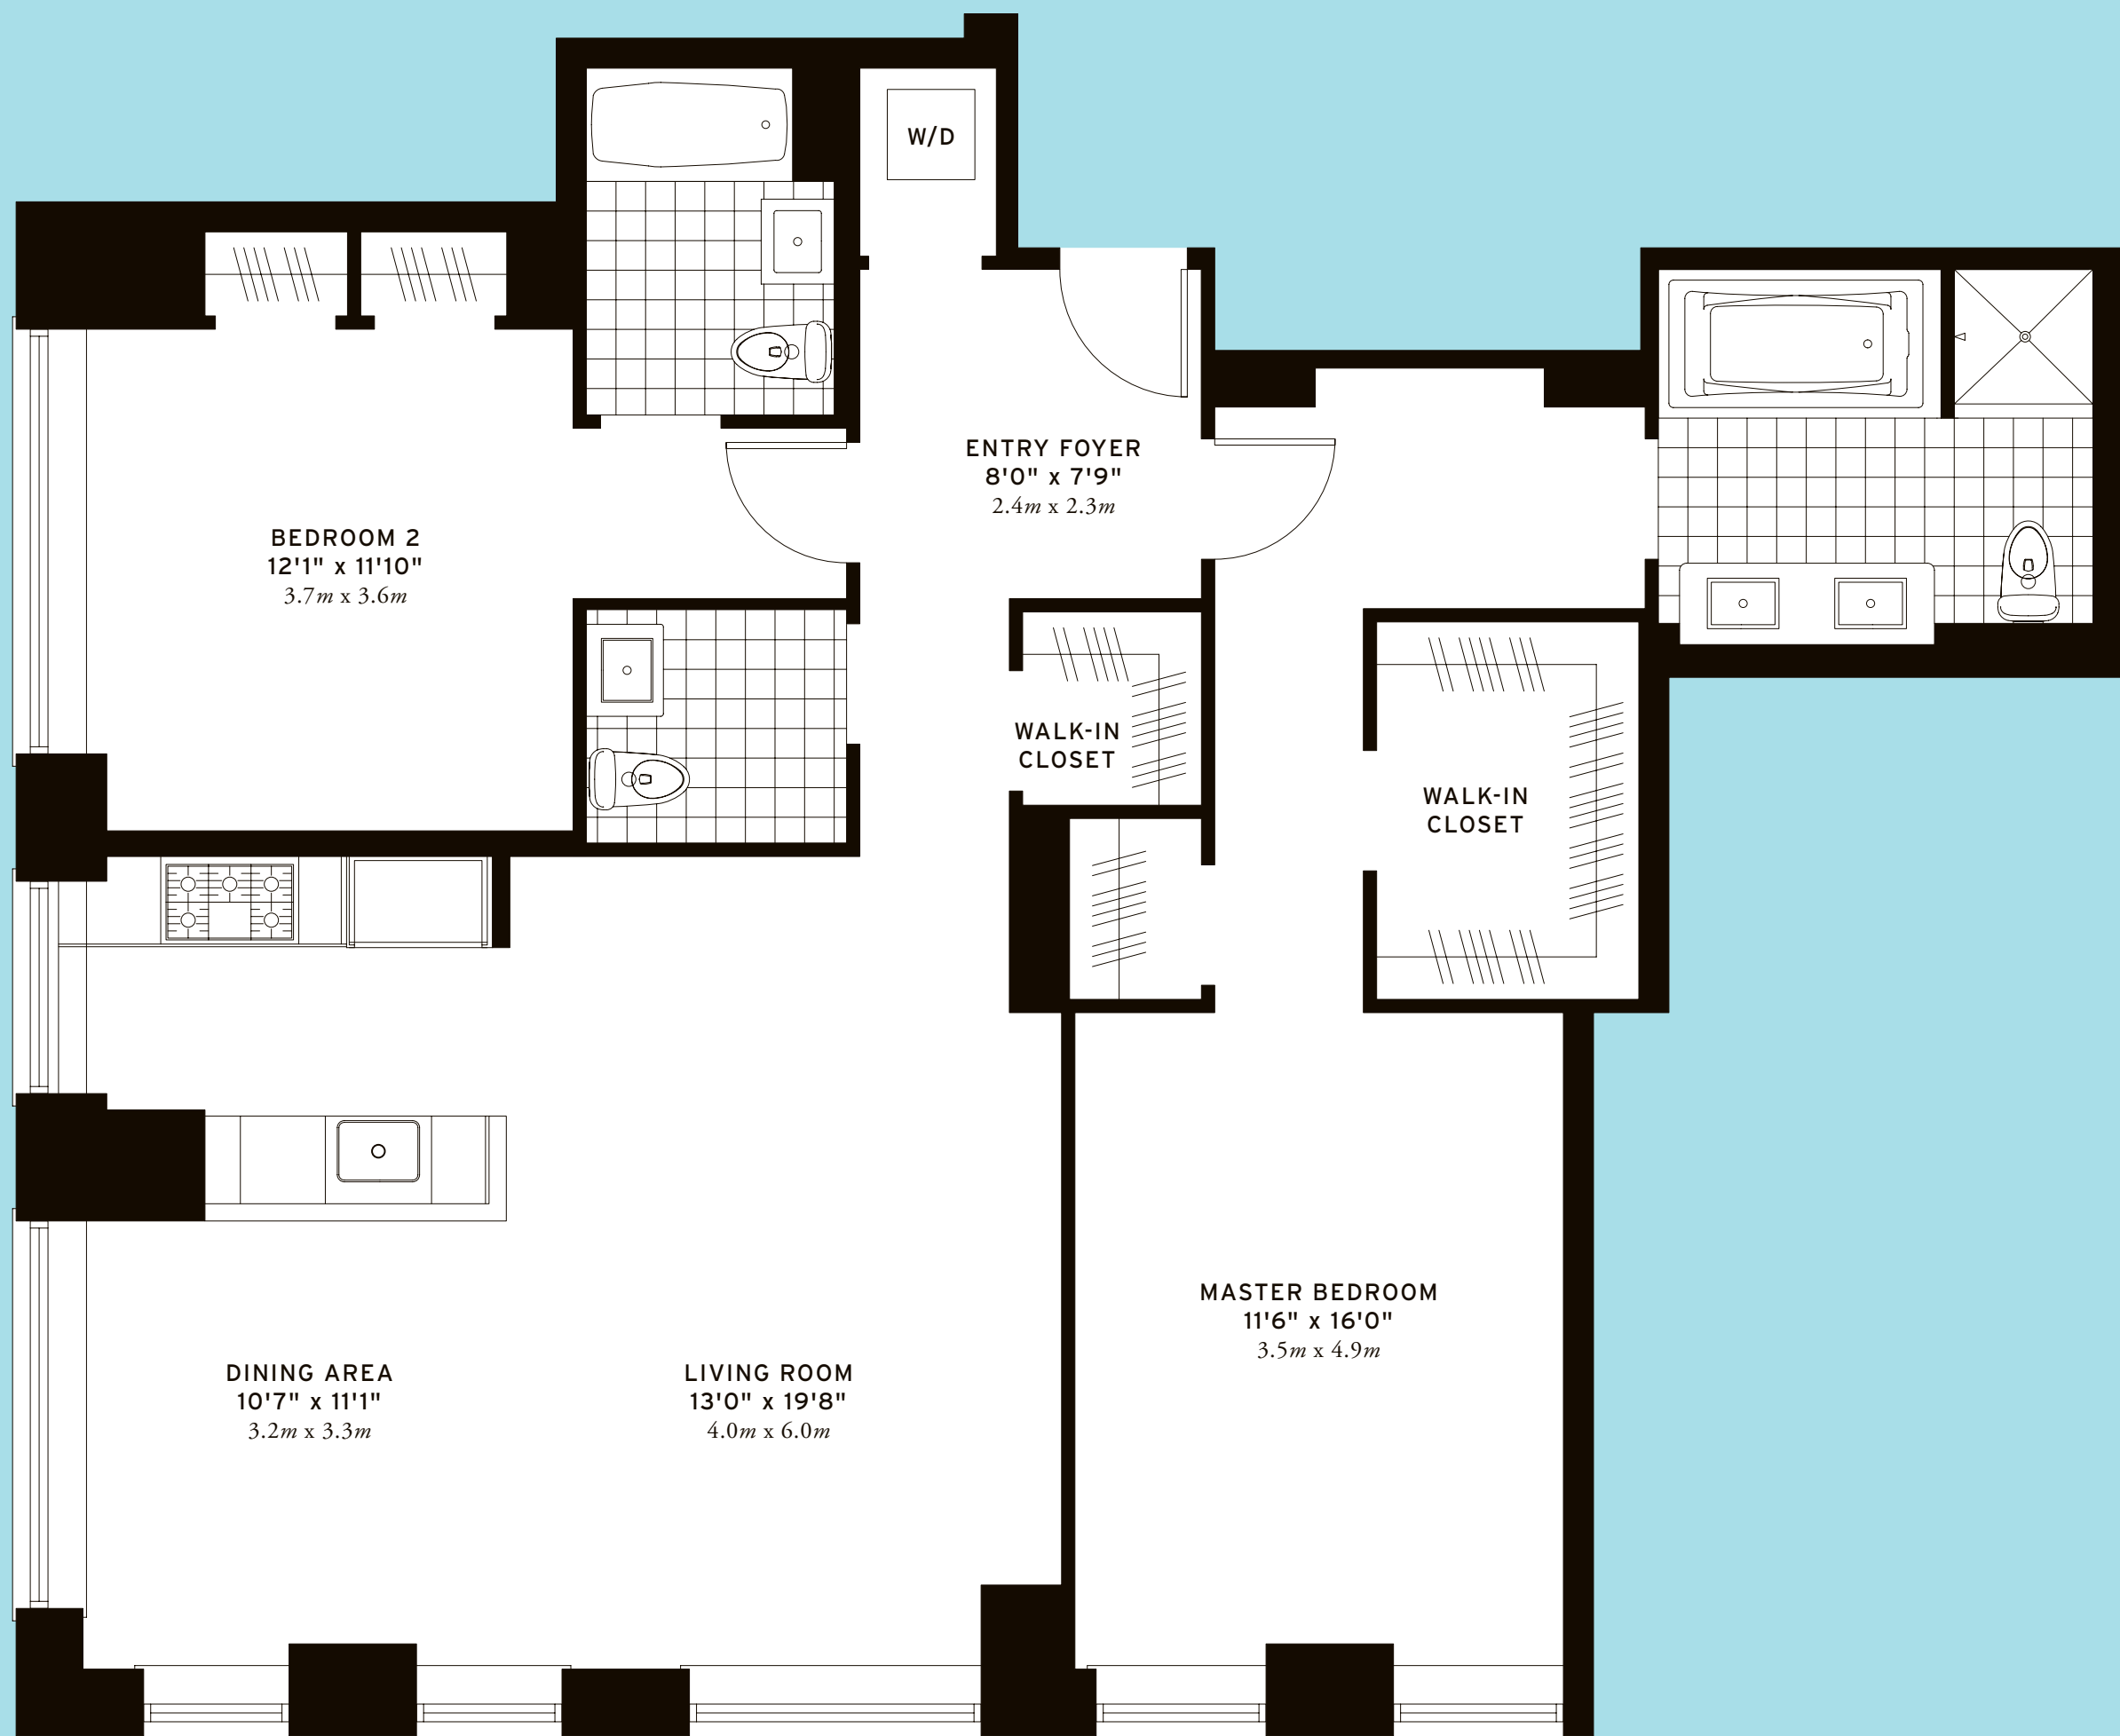 W/D
ENTRY FOYER
8'0" x 7'9"
2.4m x 2.3m
BEDROOM 2
12'1" x 11'10"
3.7m x 3.6m
WALK-IN
CLOSET
WALK-IN
CLOSET
MASTER BEDROOM
11'6" x 16'0"
3.5m x 4.9m
DINING AREA
10'7" x 11'1"
3.2m x 3.3m
LIVING ROOM
13'0" x 19'8"
4.0m x 6.0m